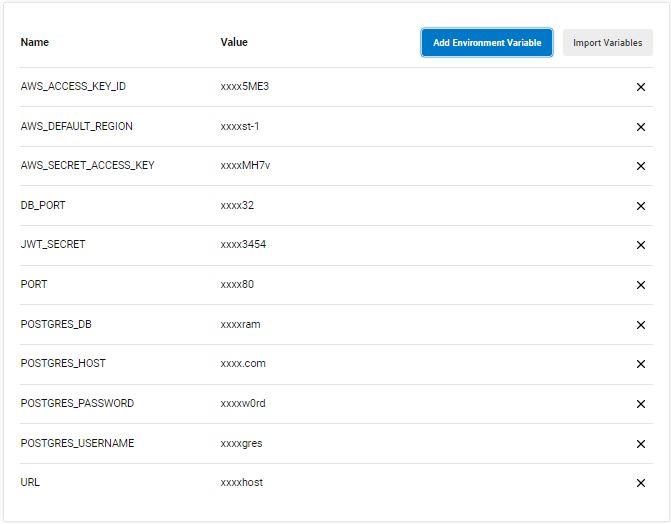 Name Value Add Environment Variable Import Variables
AWS_ACCESS_KEY_ID xxxx5ME3
AWS_DEFAULT_REGION xxxxst-1
AWS_SECRET_ACCESS_KEY xxxxMH7v
DB_PORT xxxx32
JWT_SECRET xxxx3454
PORT xxxx80
POSTGRES_DB xxxxram
POSTGRES_HOST xxxx.com
POSTGRES_PASSWORD xxxxw0rd
POSTGRES_USERNAME xxxxgres
URL xxxxhost